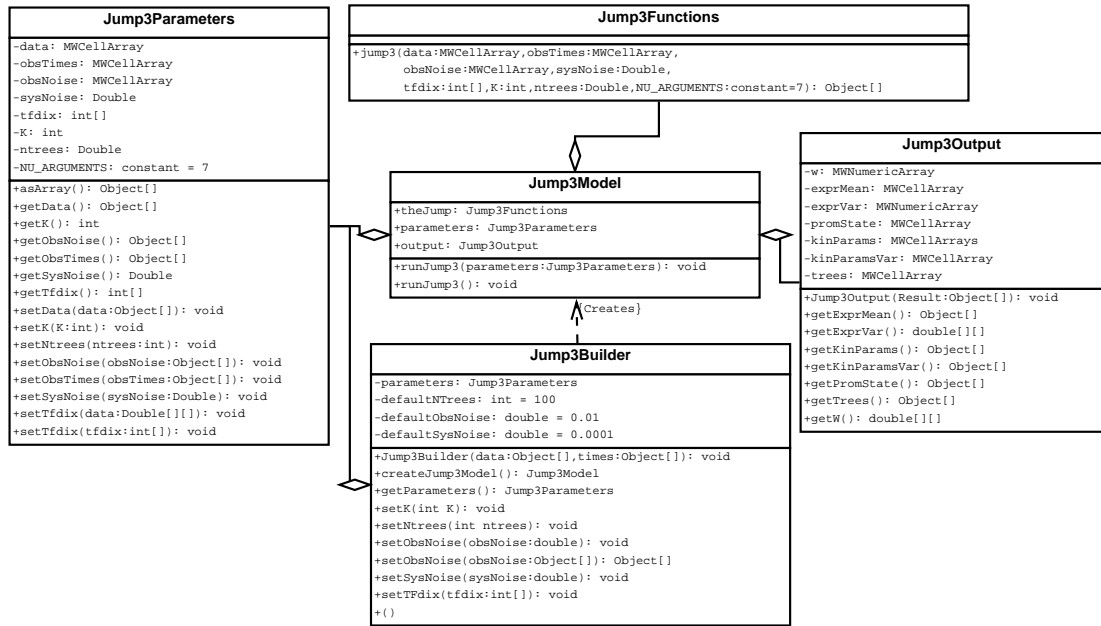 Jump3Parameters
-data: MWCellArray
-obsTimes: MWCellArray
-obsNoise: MWCellArray
-sysNoise: Double
-tfdix: int[]
-K: int
-ntrees: Double
-NU_ARGUMENTS: constant = 7
+asArray(): Object[]
+getData(): Object[]
+getK(): int
+getObsNoise(): Object[]
+getObsTimes(): Object[]
+getSysNoise(): Double
+getTfdix(): int[]
+setData(data:Object[]): void
+setK(K:int): void
+setNtrees(ntrees:int): void
+setObsNoise(obsNoise:Object[]): void
+setObsTimes(obsTimes:Object[]): void
+setSysNoise(sysNoise:Double): void
+setTfdix(data:Double[][]): void
+setTfdix(tfdix:int[]): void
Jump3Functions
+jump3(data:MWCellArray,obsTimes:MWCellArray,
obsNoise:MWCellArray,sysNoise:Double,
tfdix:int[],K:int,ntrees:Double,NU_ARGUMENTS:constant=7): Object[]
Jump3Model
+theJump: Jump3Functions
+parameters: Jump3Parameters
+output: Jump3Output
+runJump3(parameters:Jump3Parameters): void
+runJump3(): void
{Creates}
Jump3Builder
-parameters: Jump3Parameters
-defaultNTrees: int = 100
-defaultObsNoise: double = 0.01
-defaultSysNoise: double = 0.0001
+Jump3Builder(data:Object[],times:Object[]): void
+createJump3Model(): Jump3Model
+getParameters(): Jump3Parameters
+setK(int K): void
+setNtrees(int ntrees): void
+setObsNoise(obsNoise:double): void
+setObsNoise(obsNoise:Object[]): Object[]
+setSysNoise(sysNoise:double): void
+setTFdix(tfdix:int[]): void
+()
Jump3Output
-w: MWNumericArray
-exprMean: MWCellArray
-exprVar: MWNumericArray
-promState: MWCellArray
-kinParams: MWCellArrays
-kinParamsVar: MWCellArray
-trees: MWCellArray
+Jump3Output(Result:Object[]): void
+getExprMean(): Object[]
+getExprVar(): double[][]
+getKinParams(): Object[]
+getKinParamsVar(): Object[]
+getPromState(): Object[]
+getTrees(): Object[]
+getW(): double[][]